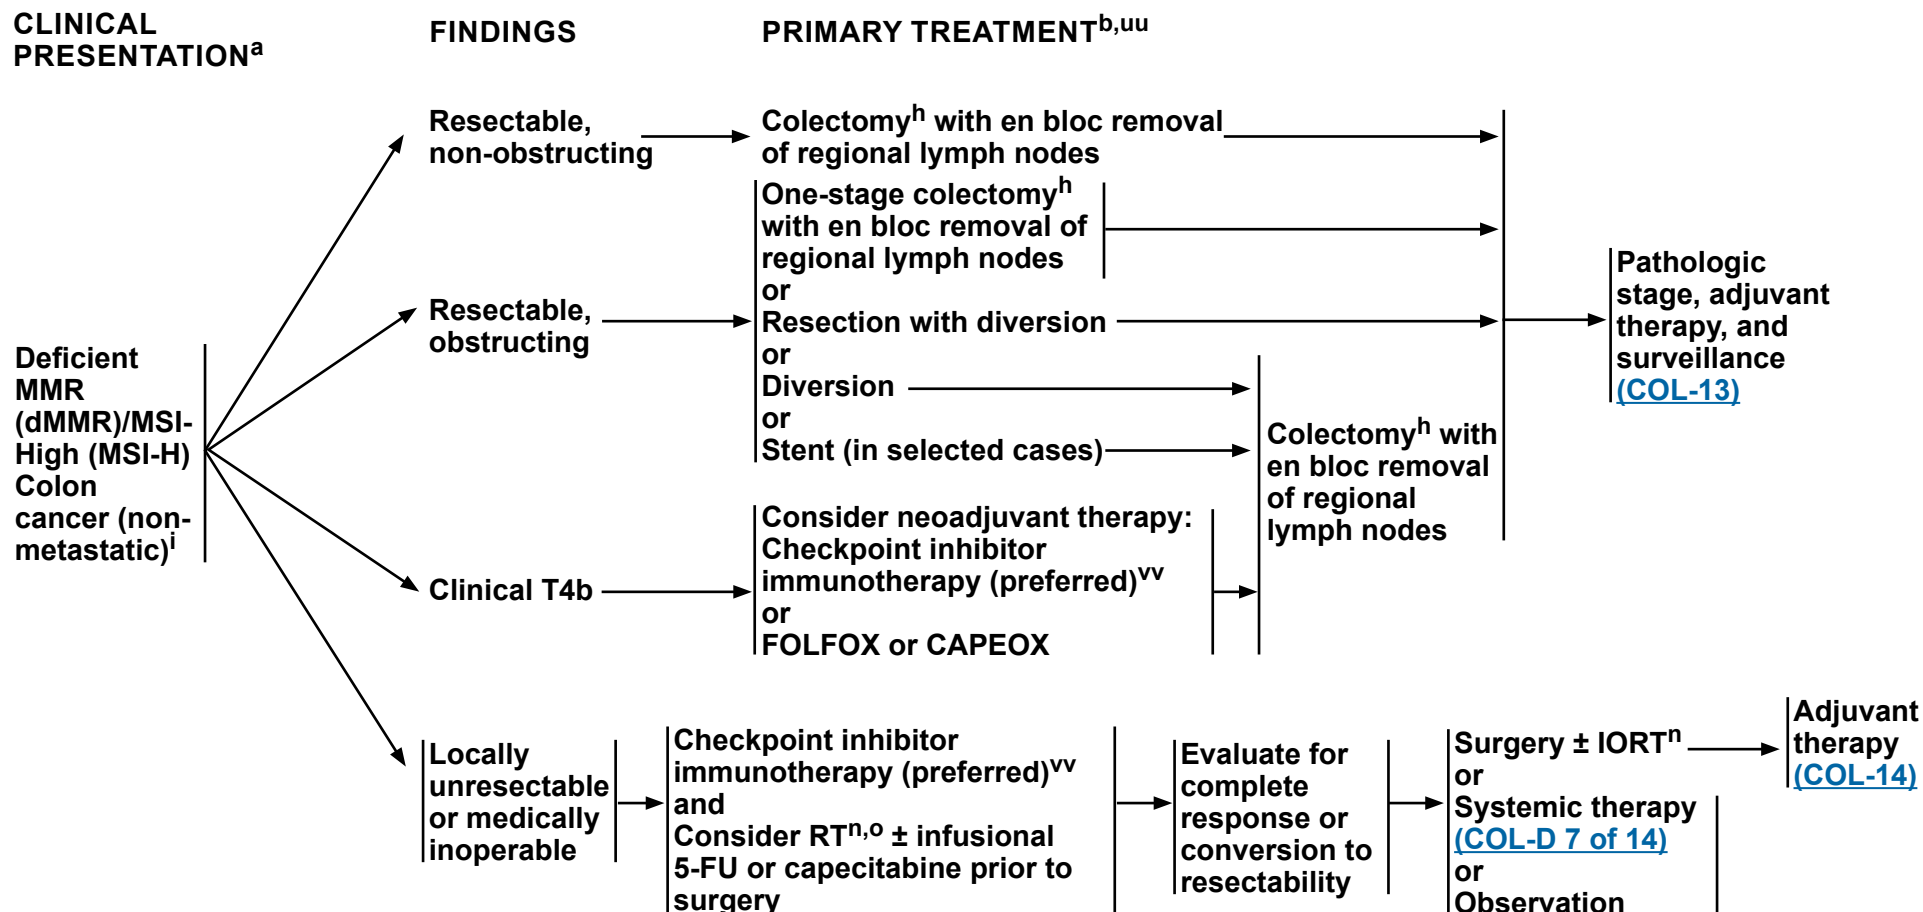 CLINICAL
PRESENTATIONa
FINDINGS
PRIMARY TREATMENTb,uu
Deficient
MMR
(dMMR)/MSI-
High (MSI-H)
Colon
cancer (non-
metastatic)i
Resectable,
non-obstructing
Colectomyh with en bloc removal
of regional lymph nodes
Resectable,
obstructing
One-stage colectomyh
with en bloc removal of
regional lymph nodes
or
Resection with diversion
or
Diversion
or
Stent (in selected cases)
Clinical T4b
Consider neoadjuvant therapy:
Checkpoint inhibitor
immunotherapy (preferred)vv
or
FOLFOX or CAPEOX
Colectomyh with
en bloc removal
of regional
lymph nodes
Pathologic
stage, adjuvant
therapy, and
surveillance
(COL-13)
Locally
unresectable
or medically
inoperable
Checkpoint inhibitor
immunotherapy (preferred)vv
and
Consider RTn,o ± infusional
5-FU or capecitabine prior to
surgery
Evaluate for
complete
response or
conversion to
resectability
Surgery ± IORTn
or
Systemic therapy
(COL-D 7 of 14)
or
Observation
Adjuvant
therapy
(COL-14)